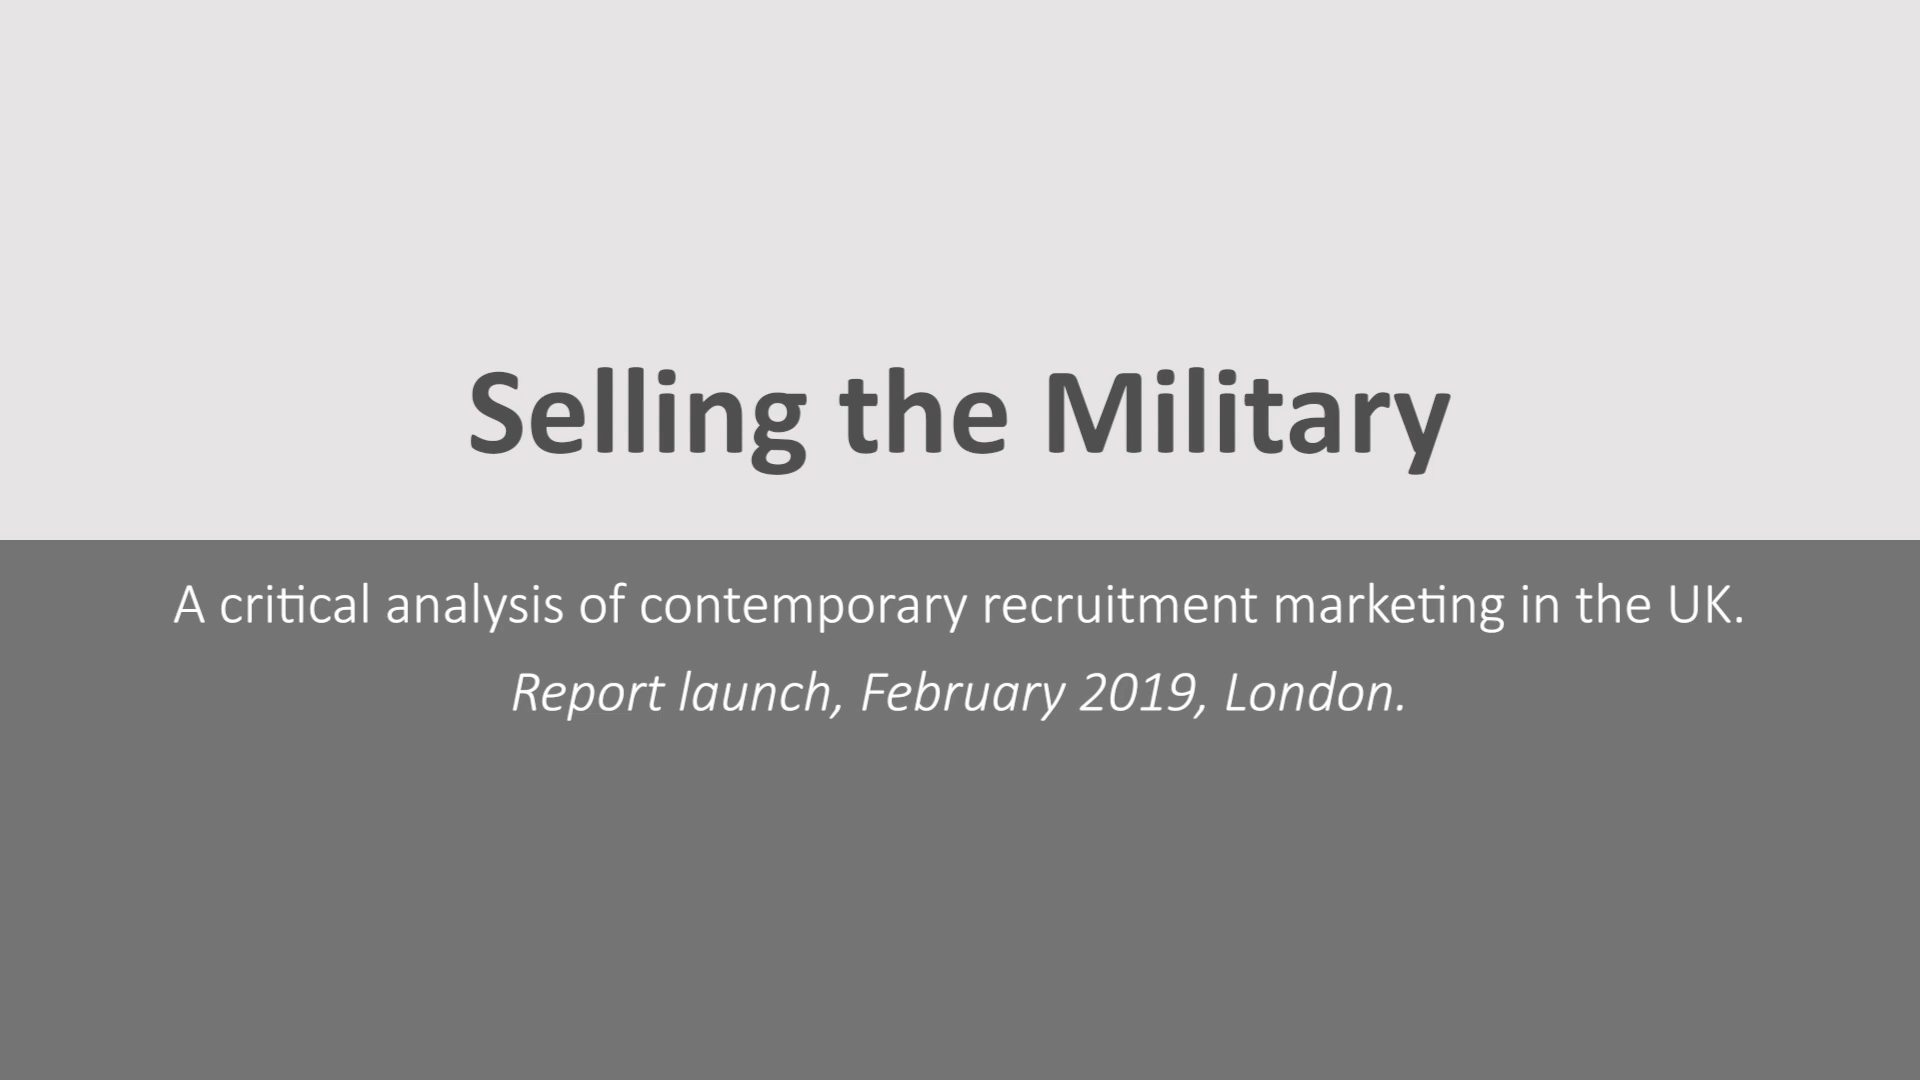 Selling the Military
A critical analysis of contemporary recruitment marketing in the UK.
Report launch, February 2019, London.